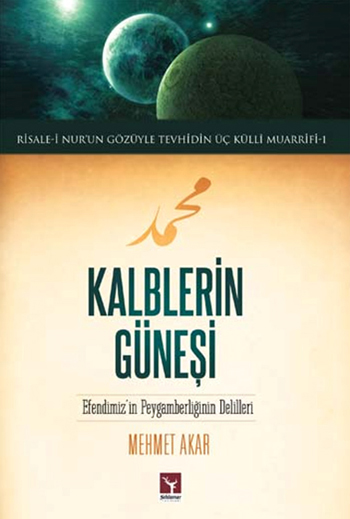 RİSALE-İ NUR'UN GÖZÜYLE TEVHİDİN ÜÇ KÜLLİ MUARRİFİ-1
محمد
KALBLERİN
GÜNEŞİ
Efendimiz'in Peygamberliğinin Delilleri
MEHMET AKAR